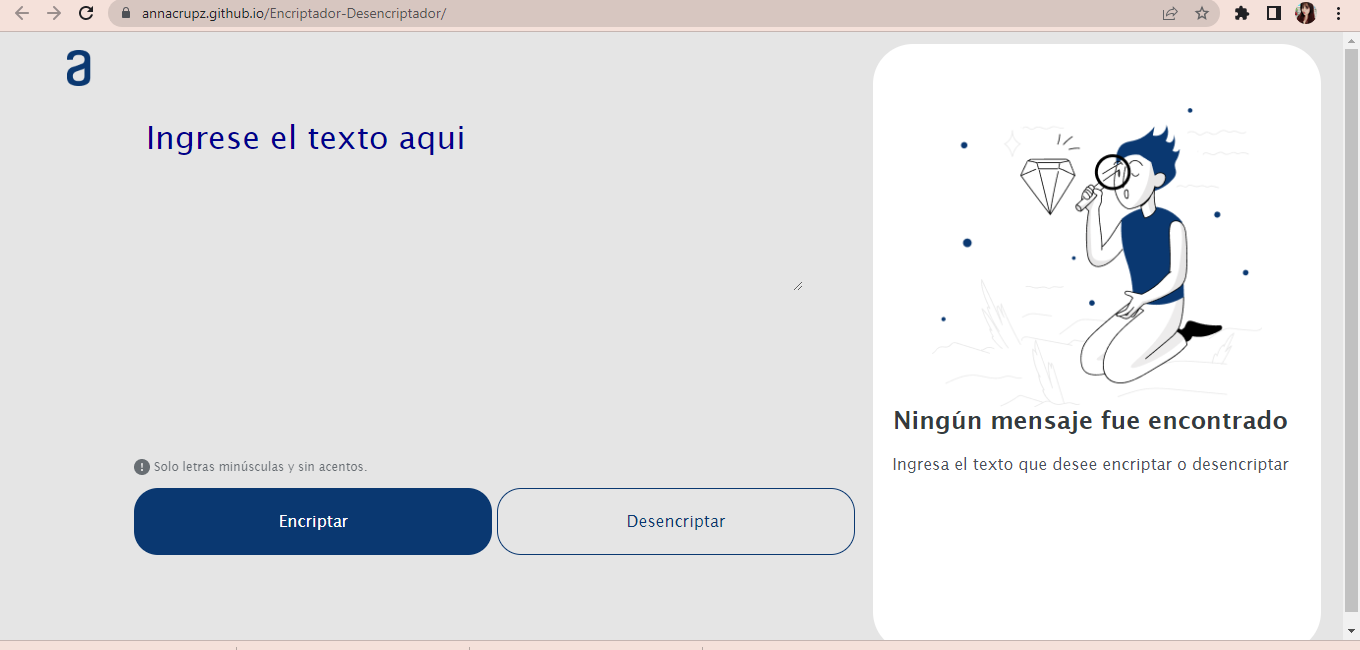 annacrupz.github.io/Encriptador-Desencriptador/
a
Ingrese el texto aqui
Solo letras minúsculas y sin acentos.
Encriptar
Desencriptar
Ningún mensaje fue encontrado
Ingresa el texto que desee encriptar o desencriptar